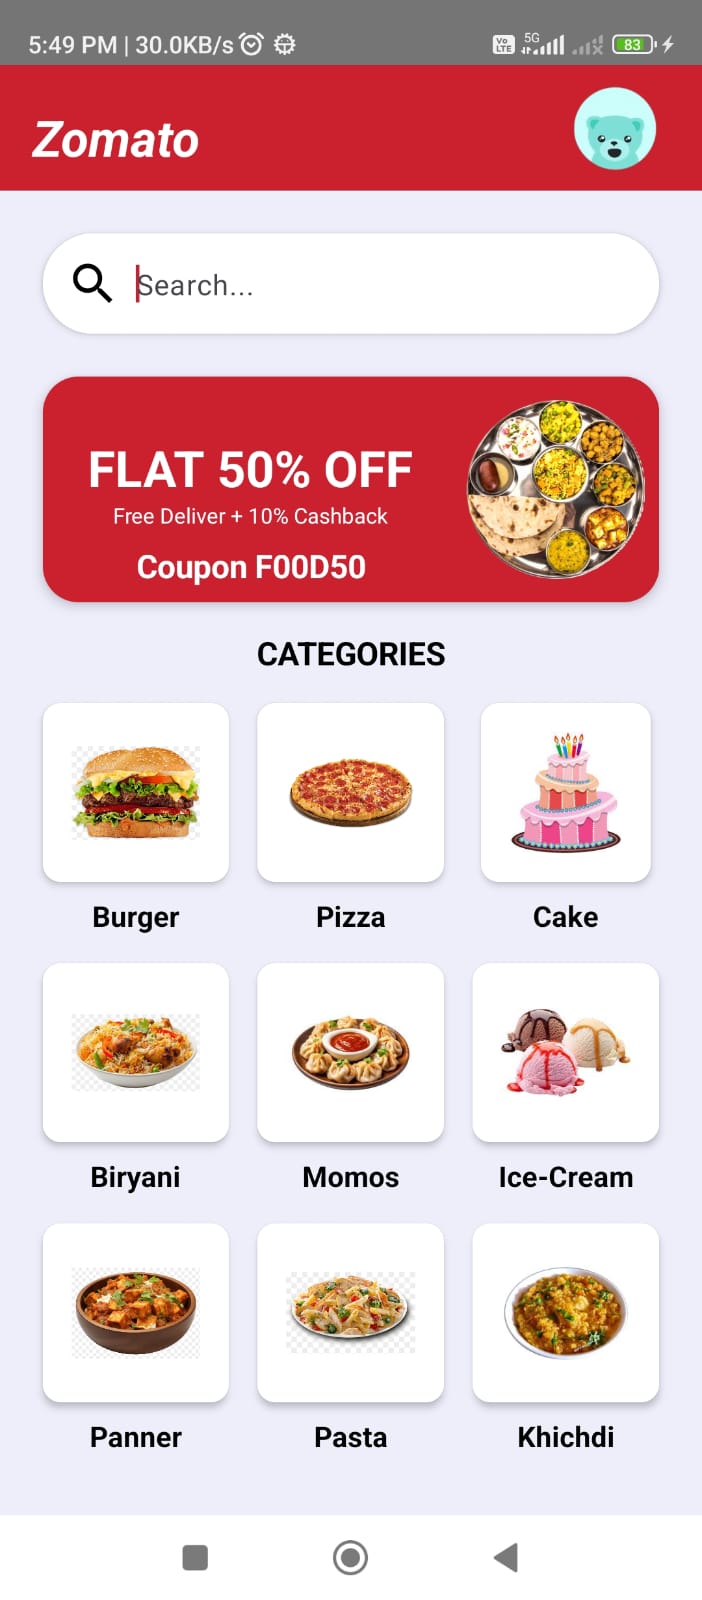 5:49 PM | 30.0KB/s
Vo LTE 5G 83
Zomato
Search...
FLAT 50% OFF
Free Deliver + 10% Cashback
Coupon F00D50
CATEGORIES
Burger Pizza Cake
Biryani Momos Ice-Cream
Panner Pasta Khichdi